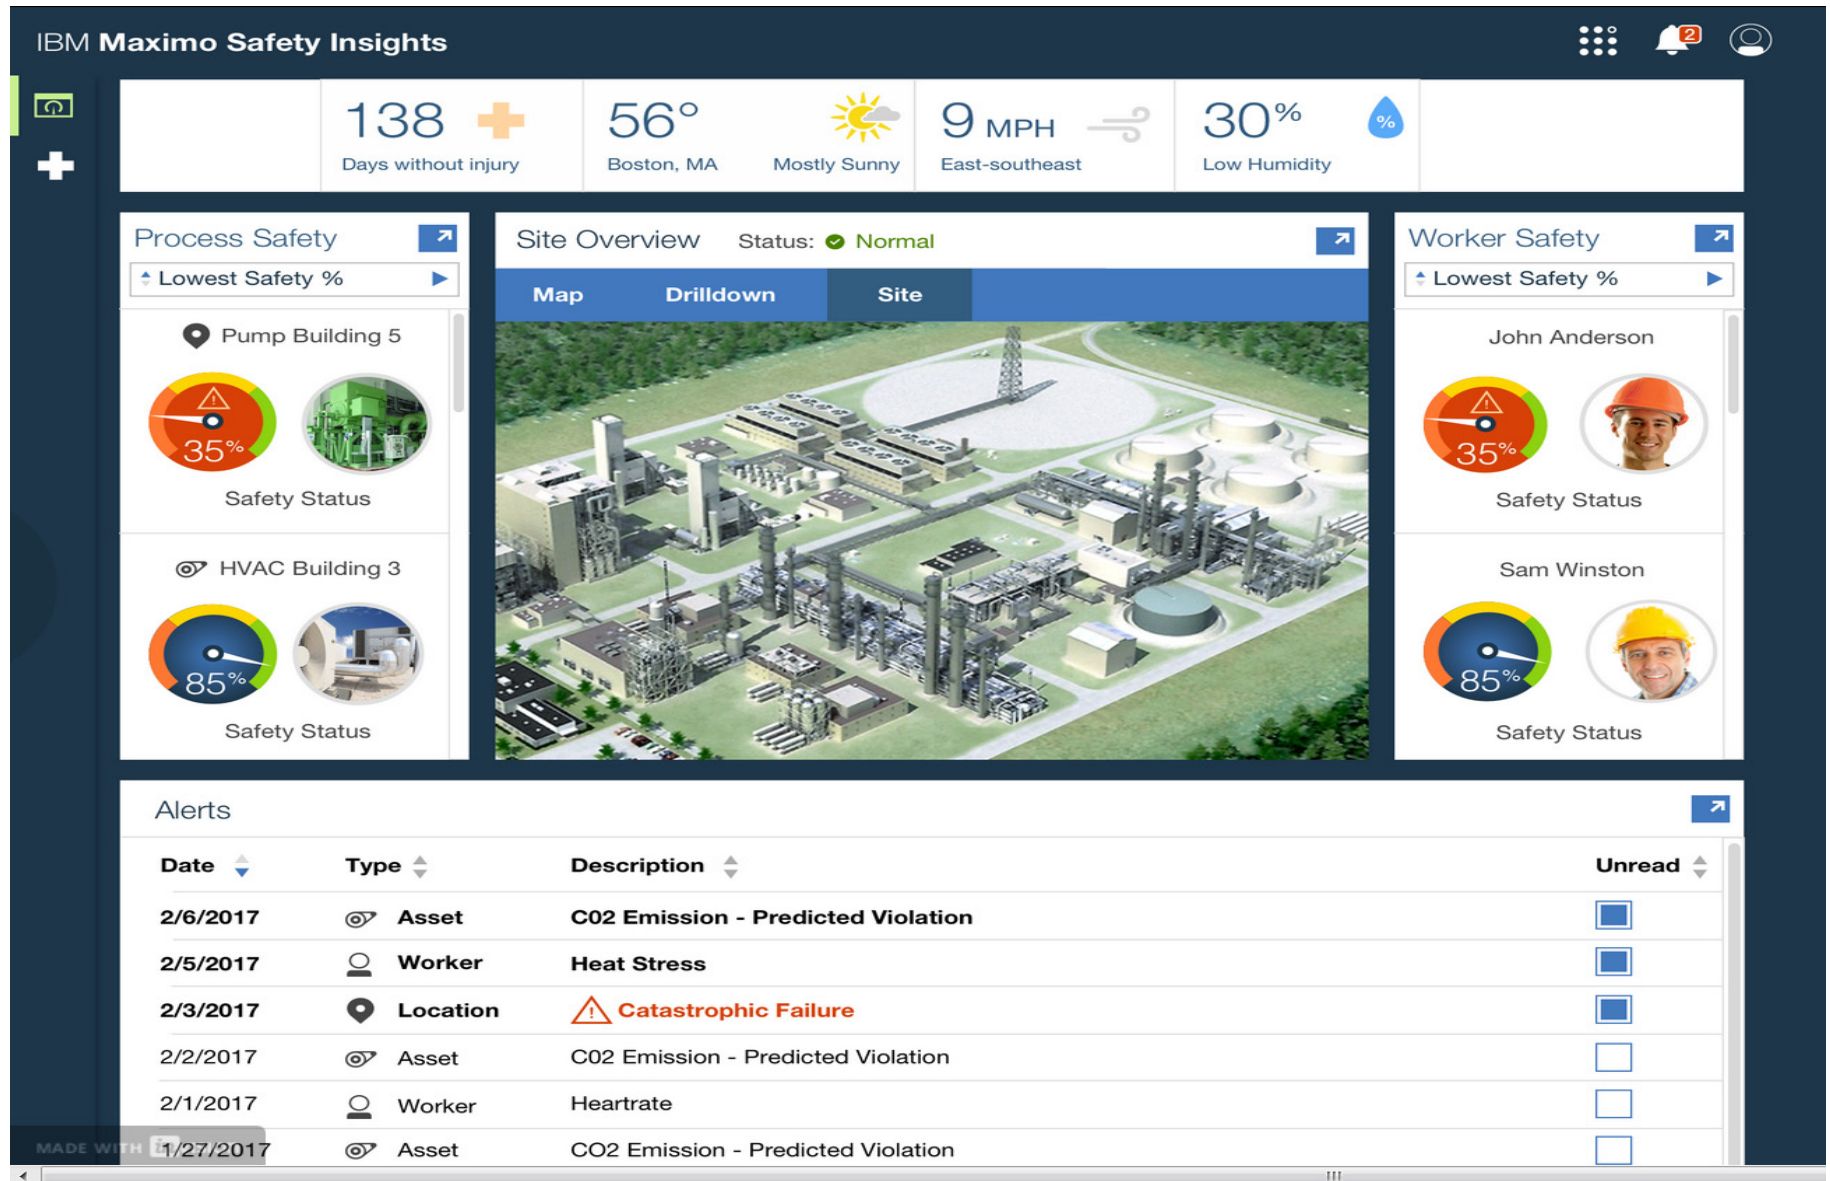 IBM Maximo Safety Insights
2
138
Days without injury
56°
Boston, MA
Mostly Sunny
9 MPH
East-southeast
30%
Low Humidity
%
Process Safety
Lowest Safety %
Pump Building 5
35%
Safety Status
HVAC Building 3
85%
Safety Status
Site Overview Status: Normal
Map Drilldown Site
Worker Safety
Lowest Safety %
John Anderson
35%
Safety Status
Sam Winston
85%
Safety Status
Alerts
Date Type Description Unread
2/6/2017 Asset C02 Emission - Predicted Violation
2/5/2017 Worker Heat Stress
2/3/2017 Location Catastrophic Failure
2/2/2017 Asset C02 Emission - Predicted Violation
2/1/2017 Worker Heartrate
1/27/2017 Asset CO2 Emission - Predicted Violation
MADE WITH